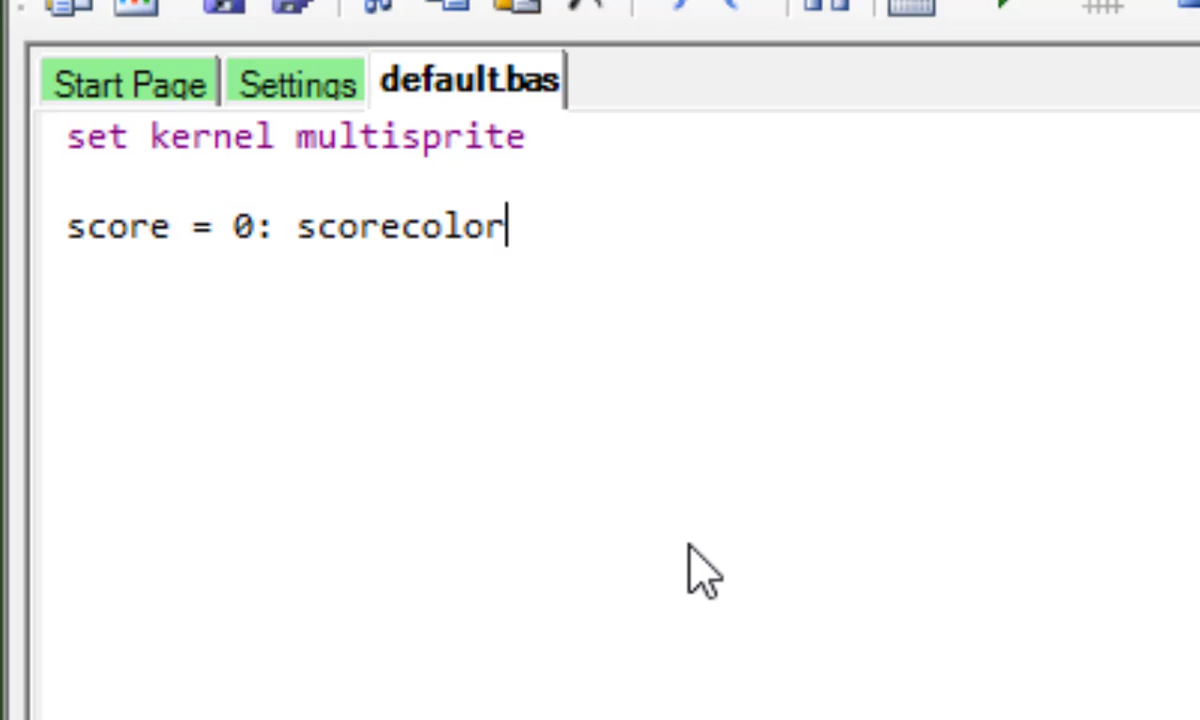 Start Page Settings default.bas
set kernel multisprite
score = 0: scorecolor